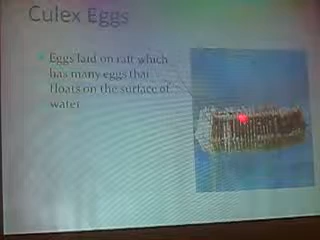 Culex Eggs
Eggs laid on raft which
has many eggs that
floats on the surface of
water